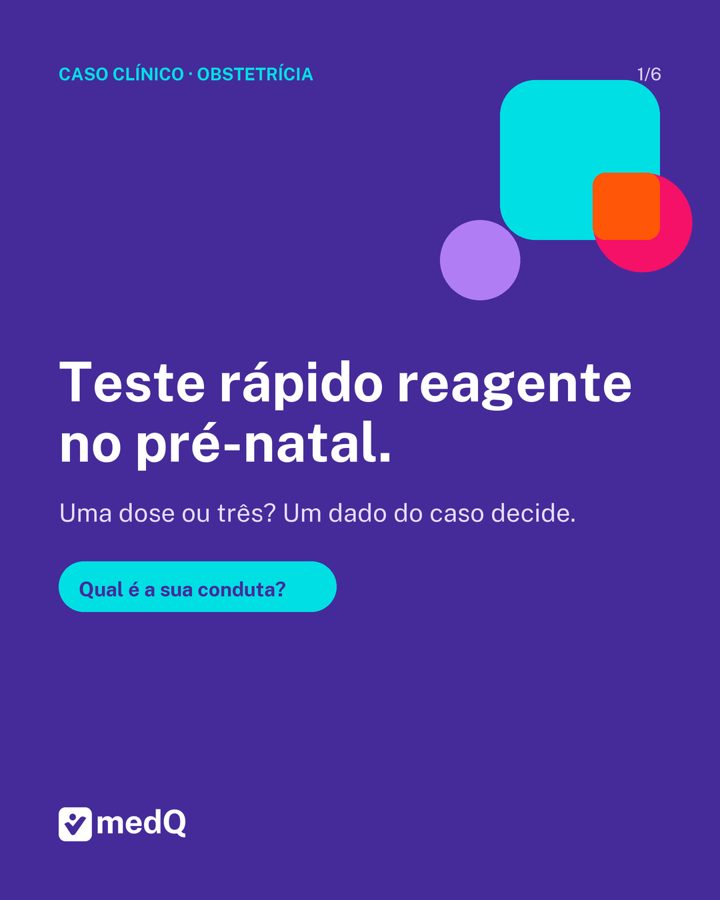 CASO CLÍNICO · OBSTETRÍCIA
1/6
Teste rápido reagente
no pré-natal.
Uma dose ou três? Um dado do caso decide.
Qual é a sua conduta?
medQ